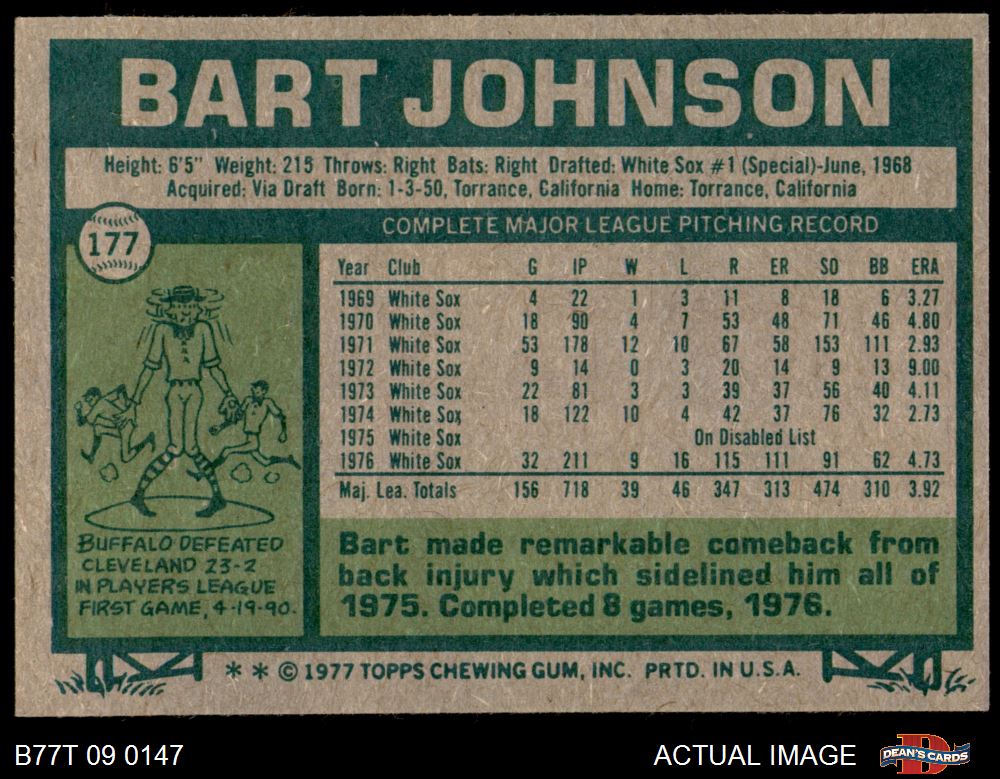 BART JOHNSON
Height: 6'5" Weight: 215 Throws: Right Bats: Right Drafted: White Sox #1 (Special)-June, 1968
Acquired: Via Draft Born: 1-3-50, Torrance, California Home: Torrance, California
177
COMPLETE MAJOR LEAGUE PITCHING RECORD
Year Club G IP W L R ER SO BB ERA
1969 White Sox 4 22 1 3 11 8 18 6 3.27
1970 White Sox 18 90 4 7 53 48 71 46 4.80
1971 White Sox 53 178 12 10 67 58 153 111 2.93
1972 White Sox 9 14 0 3 20 14 9 13 9.00
1973 White Sox 22 81 3 3 39 37 56 40 4.11
1974 White Sox 18 122 10 4 42 37 76 32 2.73
1975 White Sox On Disabled List
1976 White Sox 32 211 9 16 115 111 91 62 4.73
Maj. Lea. Totals 156 718 39 46 347 313 474 310 3.92
BUFFALO DEFEATED
CLEVELAND 23-2
IN PLAYERS LEAGUE
FIRST GAME, 4-19-90.
Bart made remarkable comeback from
back injury which sidelined him all of
1975. Completed 8 games, 1976.
** © 1977 TOPPS CHEWING GUM, INC. PRTD. IN U.S.A.
B77T 09 0147
ACTUAL IMAGE
DEAN'S CARDS